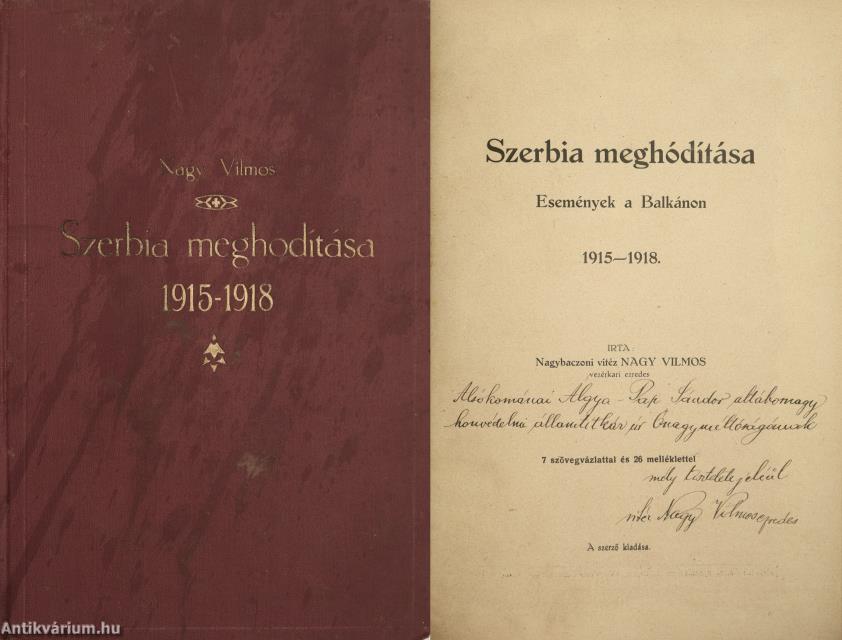 Nagy Vilmos
Szerbia meghodítása
1915-1918
Szerbia meghódítása
Események a Balkánon
1915—1918.
IRTA:
Nagybaczoni vitéz NAGY VILMOS
vezérkari ezredes
Alsókománai Algya-Pap Sándor altábornagy
honvédelmi államtitkár úr Őnagyméltóságának
7 szövegvázlattal és 26 melléklettel
mély tisztelete jeléül
vitéz Nagy Vilmos ezredes
A szerző kiadása.
Antikvárium.hu